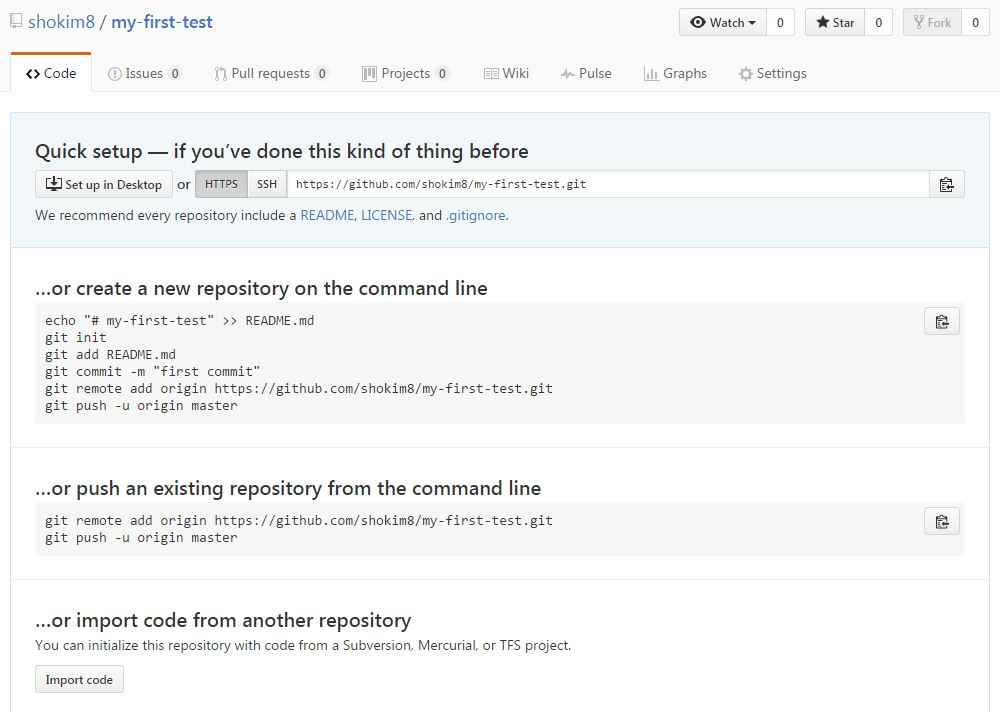 shokim8 / my-first-test
Watch 0 Star 0 Fork 0
Code Issues 0 Pull requests 0 Projects 0 Wiki Pulse Graphs Settings
Quick setup — if you’ve done this kind of thing before
Set up in Desktop or HTTPS SSH https://github.com/shokim8/my-first-test.git
We recommend every repository include a README, LICENSE, and .gitignore.
…or create a new repository on the command line
echo "# my-first-test" >> README.md
git init
git add README.md
git commit -m "first commit"
git remote add origin https://github.com/shokim8/my-first-test.git
git push -u origin master
…or push an existing repository from the command line
git remote add origin https://github.com/shokim8/my-first-test.git
git push -u origin master
…or import code from another repository
You can initialize this repository with code from a Subversion, Mercurial, or TFS project.
Import code